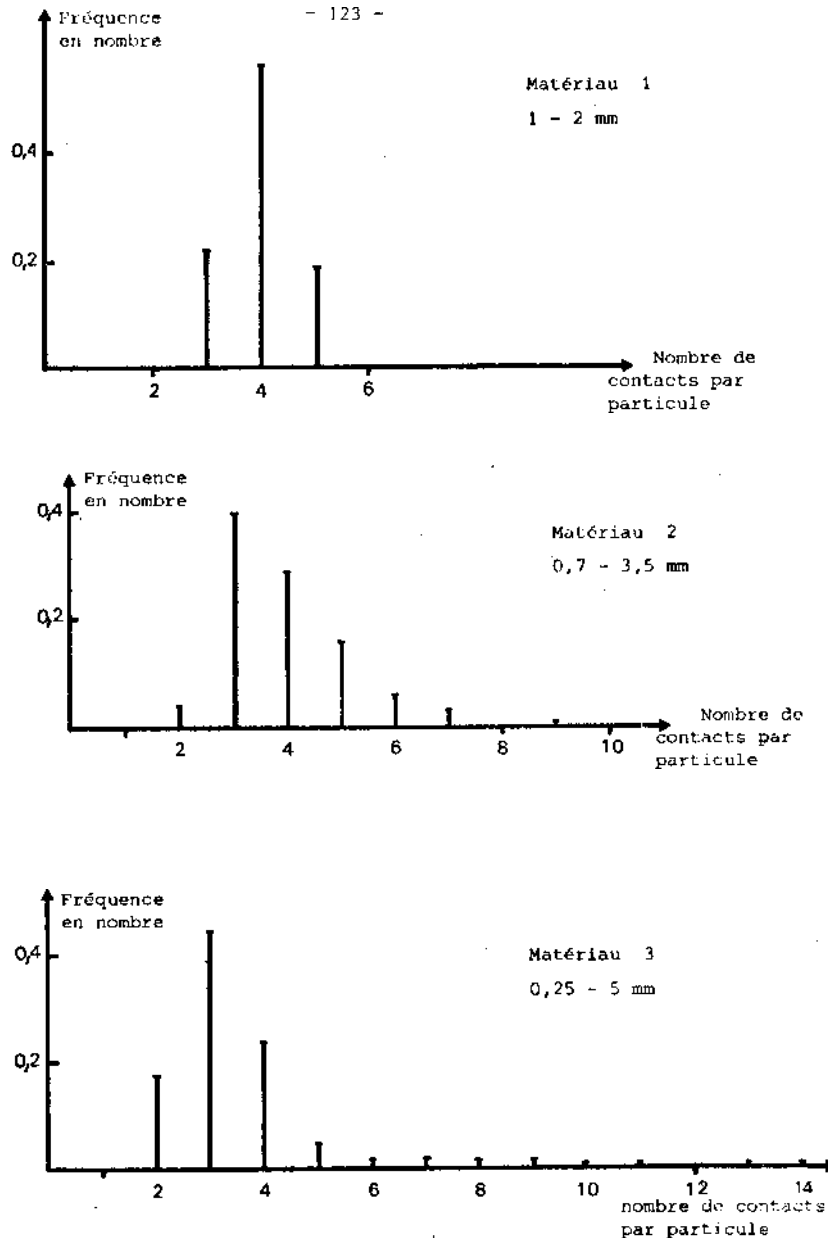 - 123 -
Fréquence
en nombre
Matériau 1
1 - 2 mm
0,4
0,2
2 4 6
Nombre de
contacts par
particule
Fréquence
en nombre
0,4
Matériau 2
0,7 - 3,5 mm
0,2
2 4 6 8 10
Nombre de
contacts par
particule
Fréquence
en nombre
0,4
Matériau 3
0,25 - 5 mm
0,2
2 4 6 8 10 12 14
nombre de contacts
par particule